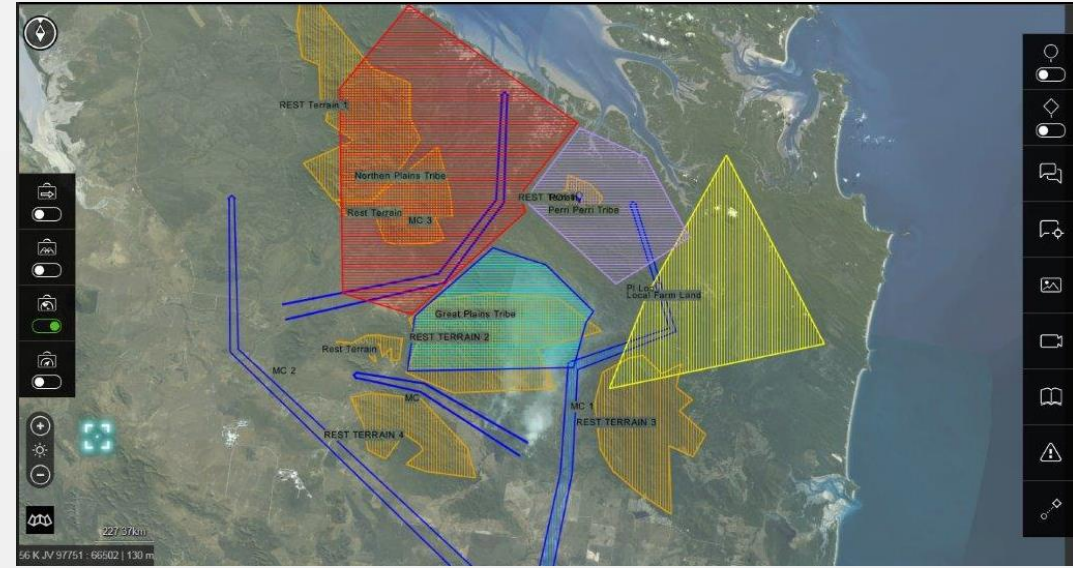 REST Terrain 1
Northen Plains Tribe
REST
Perri Perri Tribe
Rest Terrain
MC 3
PI Lo
Local Farm Land
Great Plains Tribe
REST TERRAIN 2
Rest Terrain
MC 2
MC
MC 1
REST TERRAIN 3
REST TERRAIN 4
227.37km
56 K JV 97751 : 66502 | 130 m